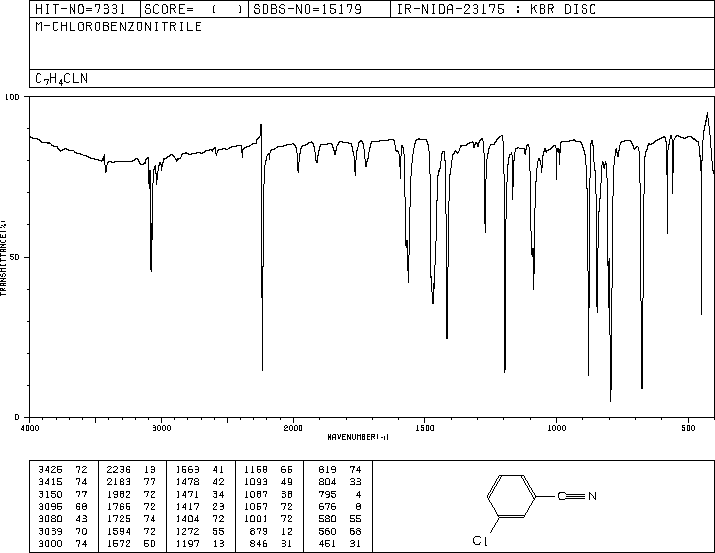 HIT-NO=7331 SCORE= ( ) SDBS-NO=15179 IR-NIDA-23175 : KBR DISC
M-CHLOROBENZONITRILE
C7H4CLN
100
TRANSMITTANCE(%)
50
0
4000 3000 2000 1500 1000 500
WAVENUMBER(-1)
3425 72 2236 13 1569 41 1168 66 819 74
3415 74 2183 77 1478 42 1093 49 804 33
3150 77 1982 72 1471 34 1087 38 795 4
3095 68 1766 72 1417 23 1057 72 676 8
3080 43 1725 74 1404 72 1001 72 580 55
3039 70 1594 72 1272 55 879 12 560 68
3000 74 1572 50 1197 13 846 31 451 31
C N
Cl